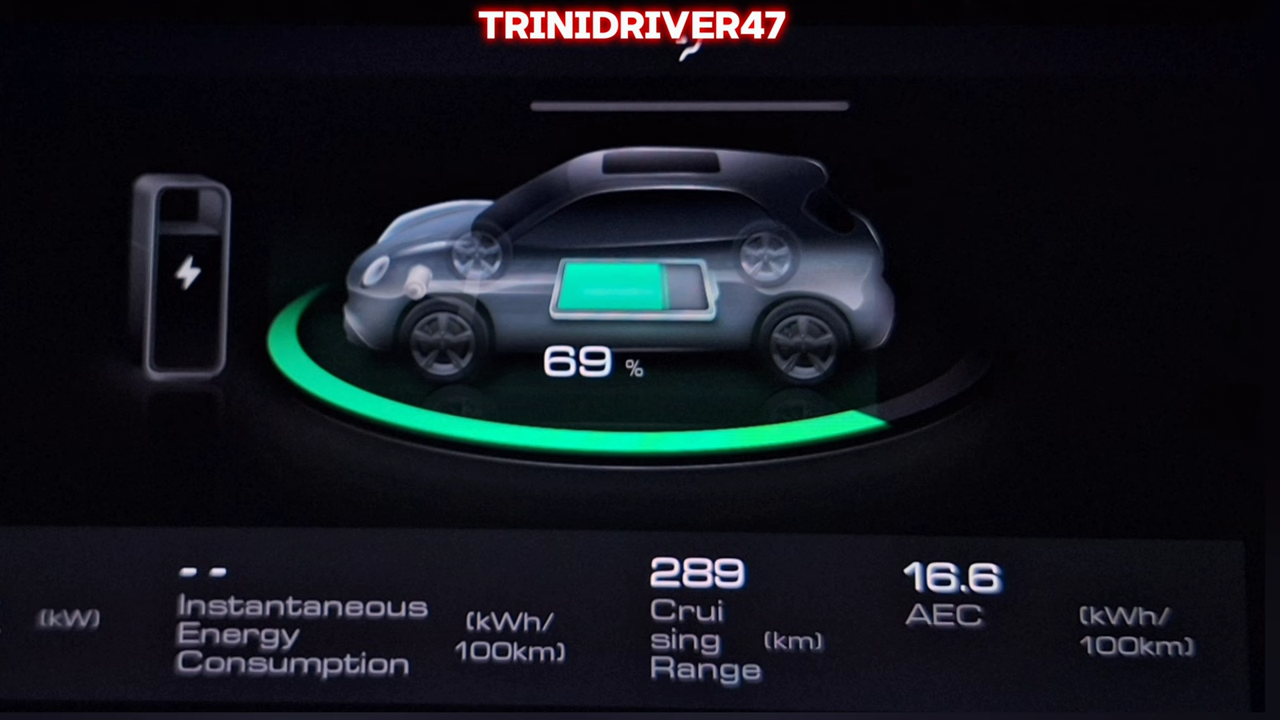 TRINIDRIVER47
69 %
-- 
Instantaneous
Energy
Consumption
(kW)
(kWh/
100km)
289
Crui
sing
Range
(km)
16.6
AEC
(kWh/
100km)